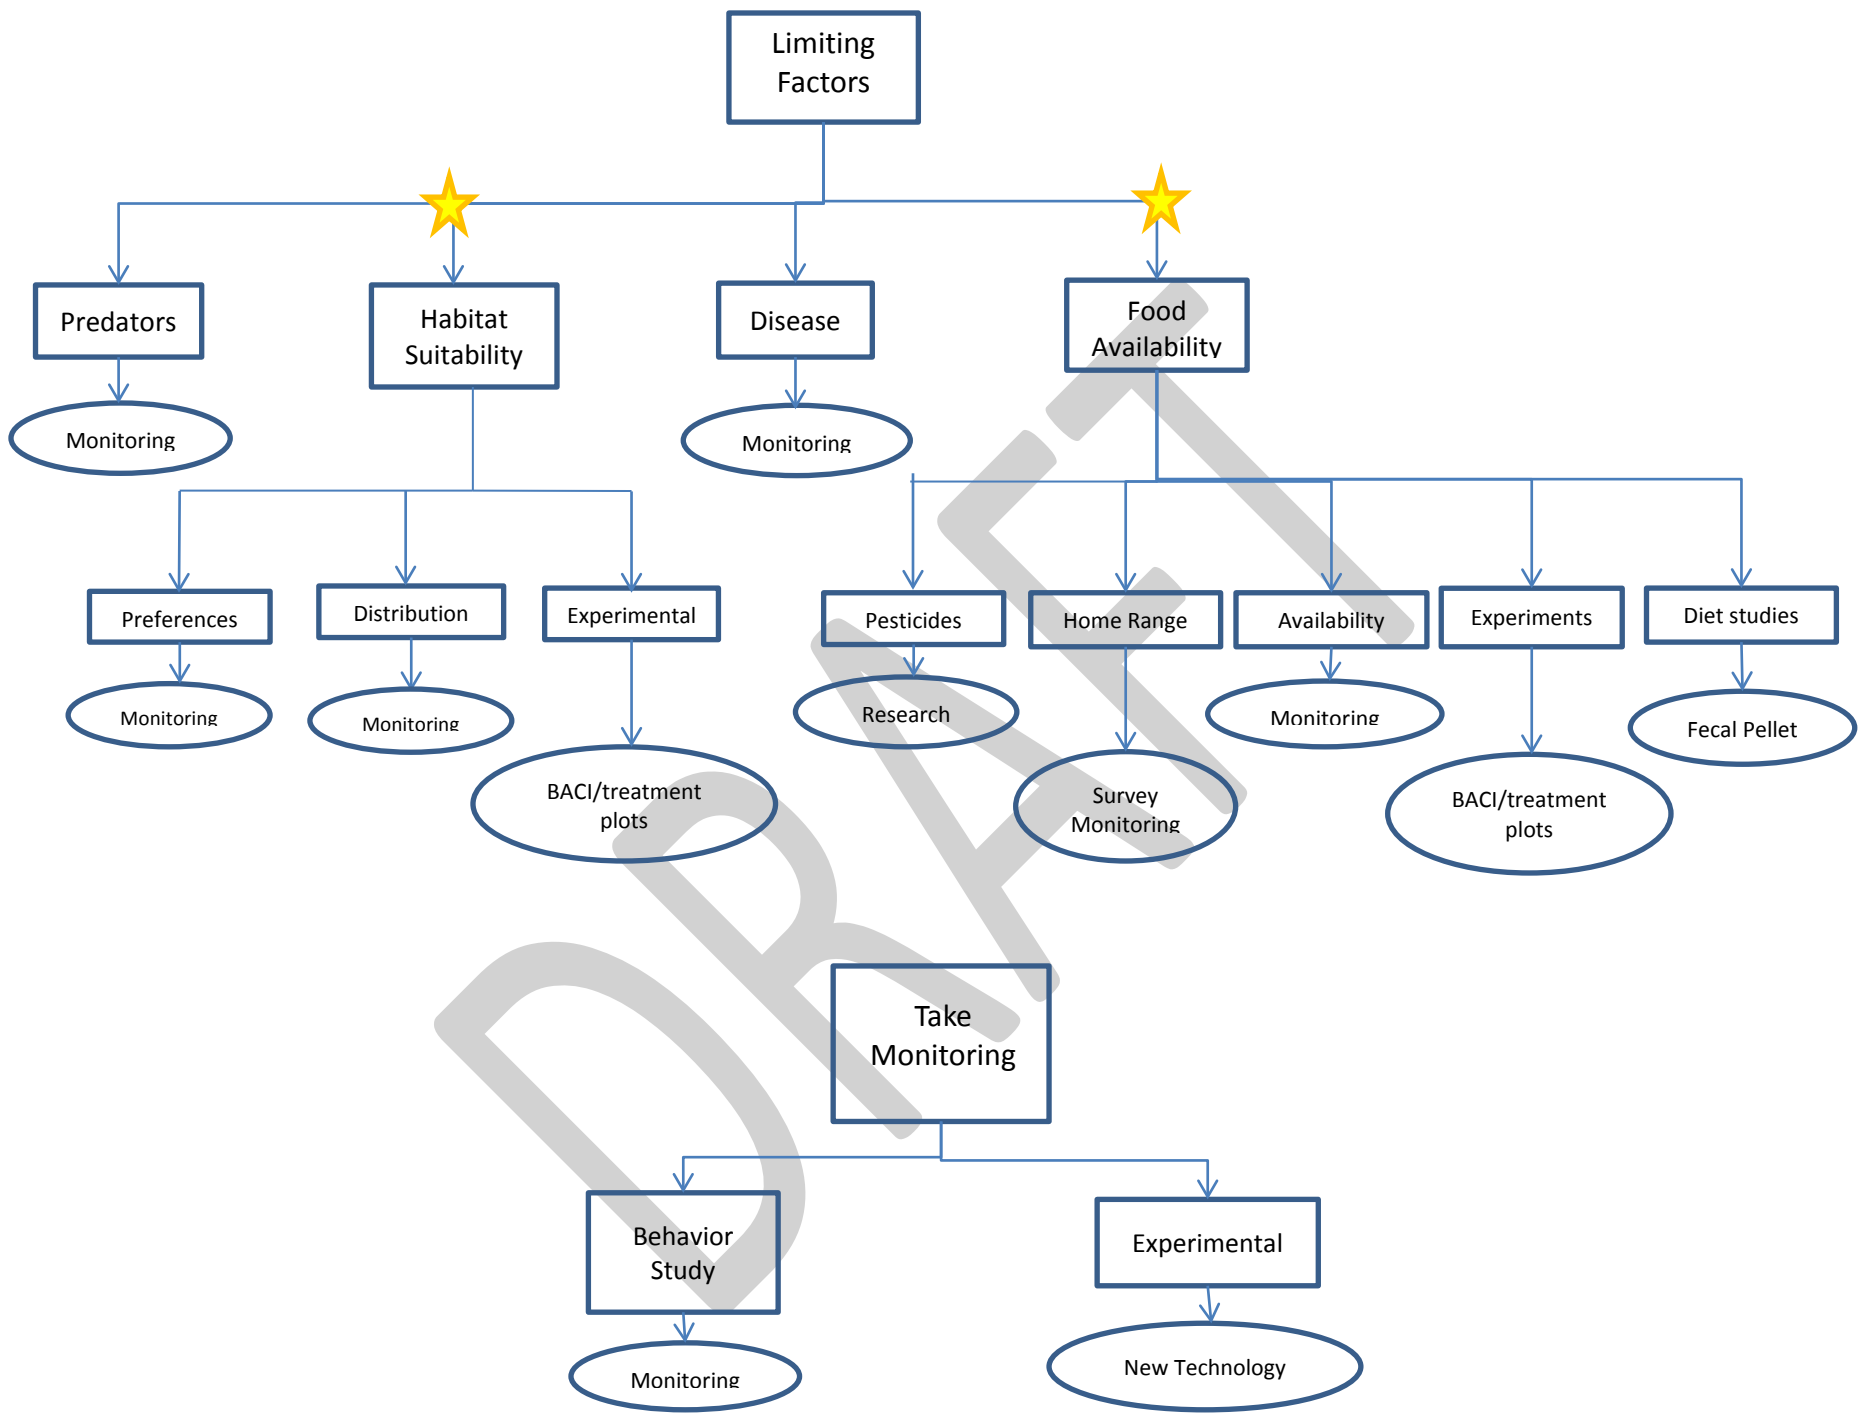 Limiting
Factors
Predators
Habitat
Suitability
Disease
Food
Availability
Monitoring
Monitoring
Preferences
Distribution
Experimental
Pesticides
Home Range
Availability
Experiments
Diet studies
Monitoring
Monitoring
BACI/treatment
plots
Research
Survey
Monitoring
Monitoring
BACI/treatment
plots
Fecal Pellet
DRAFT
Take
Monitoring
Behavior
Study
Experimental
Monitoring
New Technology